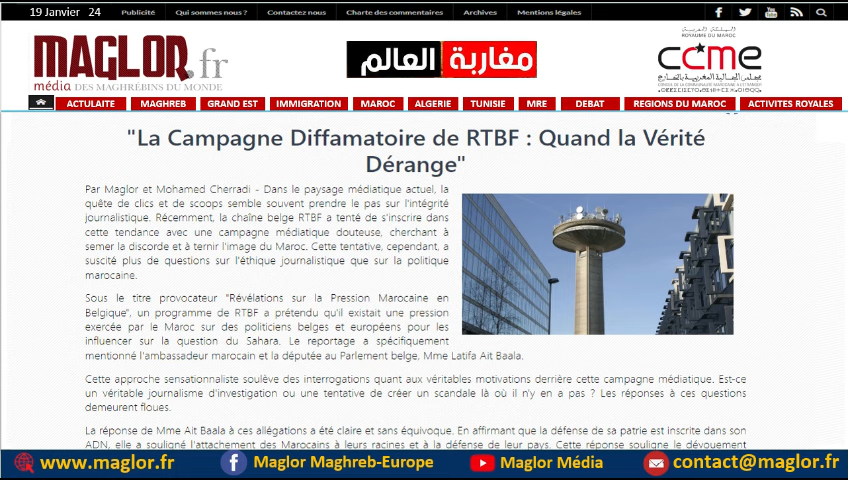 19 Janvier 24 Publicité Qui sommes nous ? Contactez nous Charte des commentaires Archives Mentions légales
MAGLOR.fr
média DES MAGHREBINS DU MONDE
مغاربة العالم
المملكة المغربية
ROYAUME DU MAROC
ccme
مجلس الجالية المغربية بالخارج
ACTUALITE MAGHREB GRAND EST IMMIGRATION MAROC ALGERIE TUNISIE MRE DEBAT REGIONS DU MAROC ACTIVITES ROYALES
"La Campagne Diffamatoire de RTBF : Quand la Vérité
Dérange"
Par Maglor et Mohamed Cherradi - Dans le paysage médiatique actuel, la
quête de clics et de scoops semble souvent prendre le pas sur l'intégrité
journalistique. Récemment, la chaîne belge RTBF a tenté de s'inscrire dans
cette tendance avec une campagne médiatique douteuse, cherchant à
semer la discorde et à ternir l'image du Maroc. Cette tentative, cependant, a
suscité plus de questions sur l'éthique journalistique que sur la politique
marocaine.
Sous le titre provocateur "Révélations sur la Pression Marocaine en
Belgique", un programme de RTBF a prétendu qu'il existait une pression
exercée par le Maroc sur des politiciens belges et européens pour les
influencer sur la question du Sahara. Le reportage a spécifiquement
mentionné l'ambassadeur marocain et la députée au Parlement belge, Mme Latifa Ait Baala.
Cette approche sensationnaliste soulève des interrogations quant aux véritables motivations derrière cette campagne médiatique. Est-ce
un véritable journalisme d'investigation ou une tentative de créer un scandale là où il n'y en a pas ? Les réponses à ces questions
demeurent floues.
La réponse de Mme Ait Baala à ces allégations a été claire et sans équivoque. En affirmant que la défense de sa patrie est inscrite dans son
ADN, elle a souligné l'attachement des Marocains à leurs racines et à la défense de leur pays. Cette réponse souligne le dévouement
www.maglor.fr Maglor Maghreb-Europe Maglor Média contact@maglor.fr